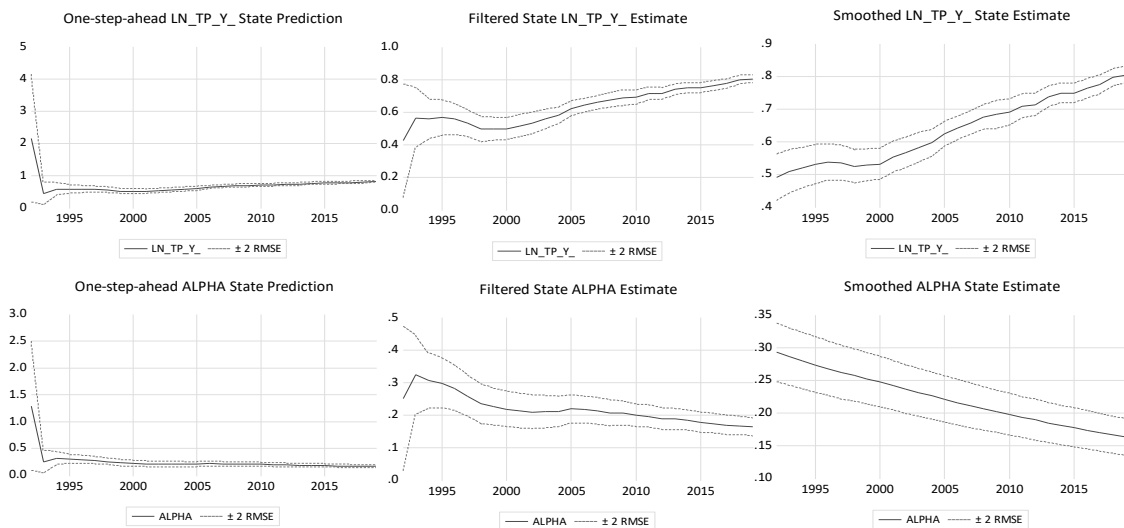 One-step-ahead LN_TP_Y_ State Prediction
5
4
3
2
1
0
1995 2000 2005 2010 2015
LN_TP_Y_ ± 2 RMSE
Filtered State LN_TP_Y_ Estimate
1.0
0.8
0.6
0.4
0.2
0.0
1995 2000 2005 2010 2015
LN_TP_Y_ ± 2 RMSE
Smoothed LN_TP_Y_ State Estimate
.9
.8
.7
.6
.5
.4
1995 2000 2005 2010 2015
LN_TP_Y_ ± 2 RMSE
One-step-ahead ALPHA State Prediction
3.0
2.5
2.0
1.5
1.0
0.5
0.0
1995 2000 2005 2010 2015
ALPHA ± 2 RMSE
Filtered State ALPHA Estimate
.5
.4
.3
.2
.1
.0
1995 2000 2005 2010 2015
ALPHA ± 2 RMSE
Smoothed ALPHA State Estimate
.35
.30
.25
.20
.15
.10
1995 2000 2005 2010 2015
ALPHA ± 2 RMSE